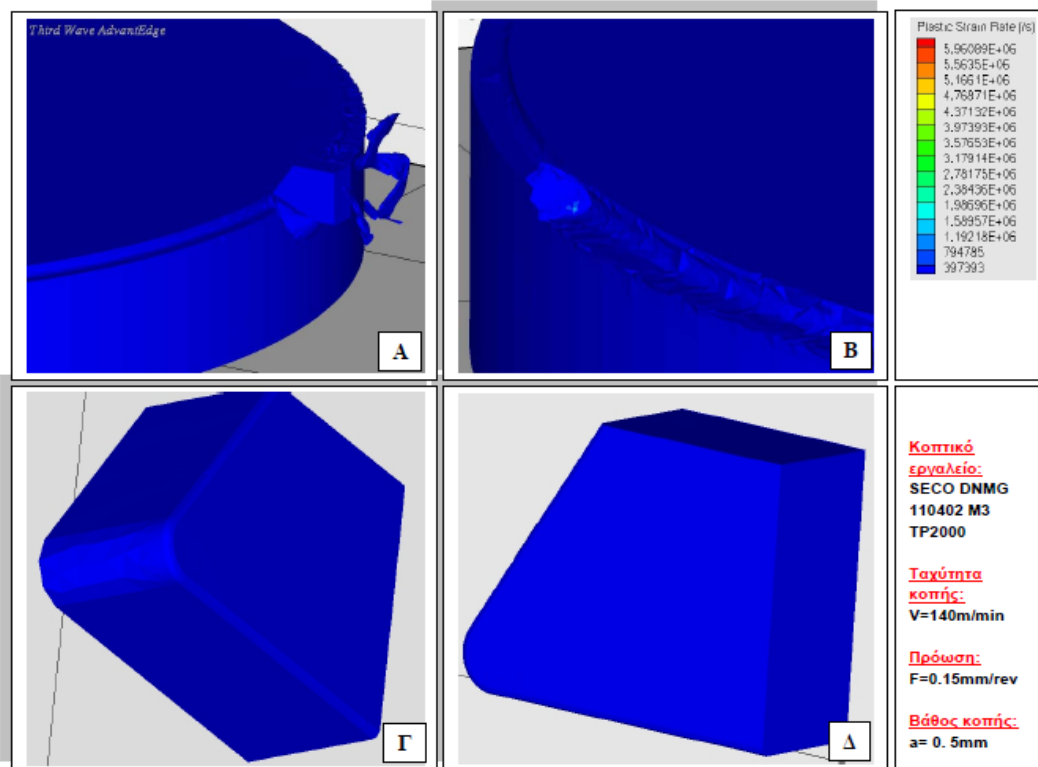 Third Wave AdvantEdge
A
B
Plastic Strain Rate (/s)
5.96089E+06
5.5635E+06
5.1661E+06
4.76871E+06
4.37132E+06
3.97393E+06
3.57653E+06
3.17914E+06
2.78175E+06
2.38436E+06
1.98696E+06
1.58957E+06
1.19218E+06
794785
397393
Γ
Δ
Κοπτικό
εργαλείο:
SECO DNMG
110402 M3
TP2000
Ταχύτητα
κοπής:
V=140m/min
Πρόωση:
F=0.15mm/rev
Βάθος κοπής:
a= 0. 5mm